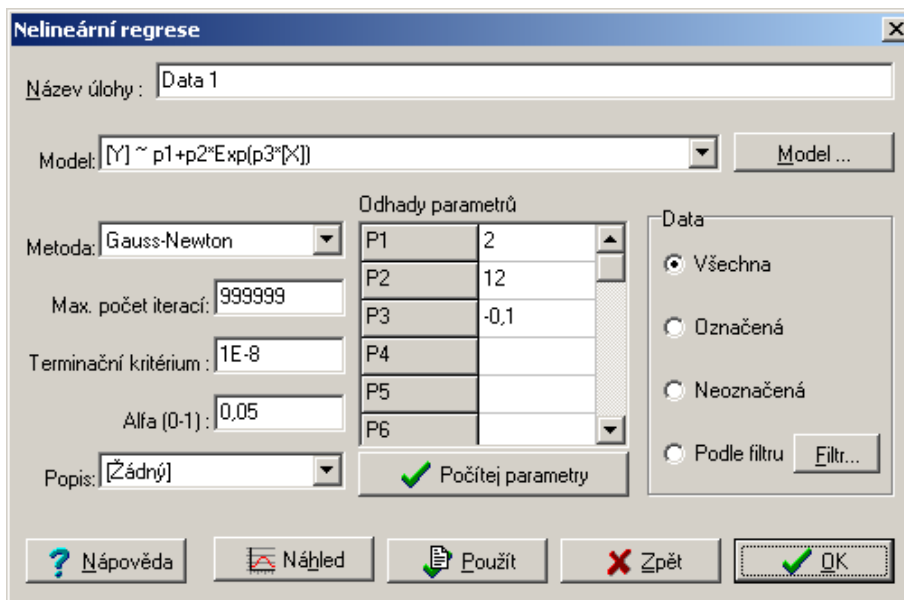 Nelineární regrese
Název úlohy : Data 1
Model: [Y] ~ p1+p2*Exp(p3*[X]) Model ...
Odhady parametrů
Metoda: Gauss-Newton
Max. počet iterací: 999999
Terminační kritérium : 1E-8
Alfa (0-1) : 0,05
Popis: [Žádný]
P1 2
P2 12
P3 -0,1
P4
P5
P6
Počítej parametry
Data
Všechna
Označená
Neoznačená
Podle filtru Filtr...
Nápověda Náhled Použít Zpět OK